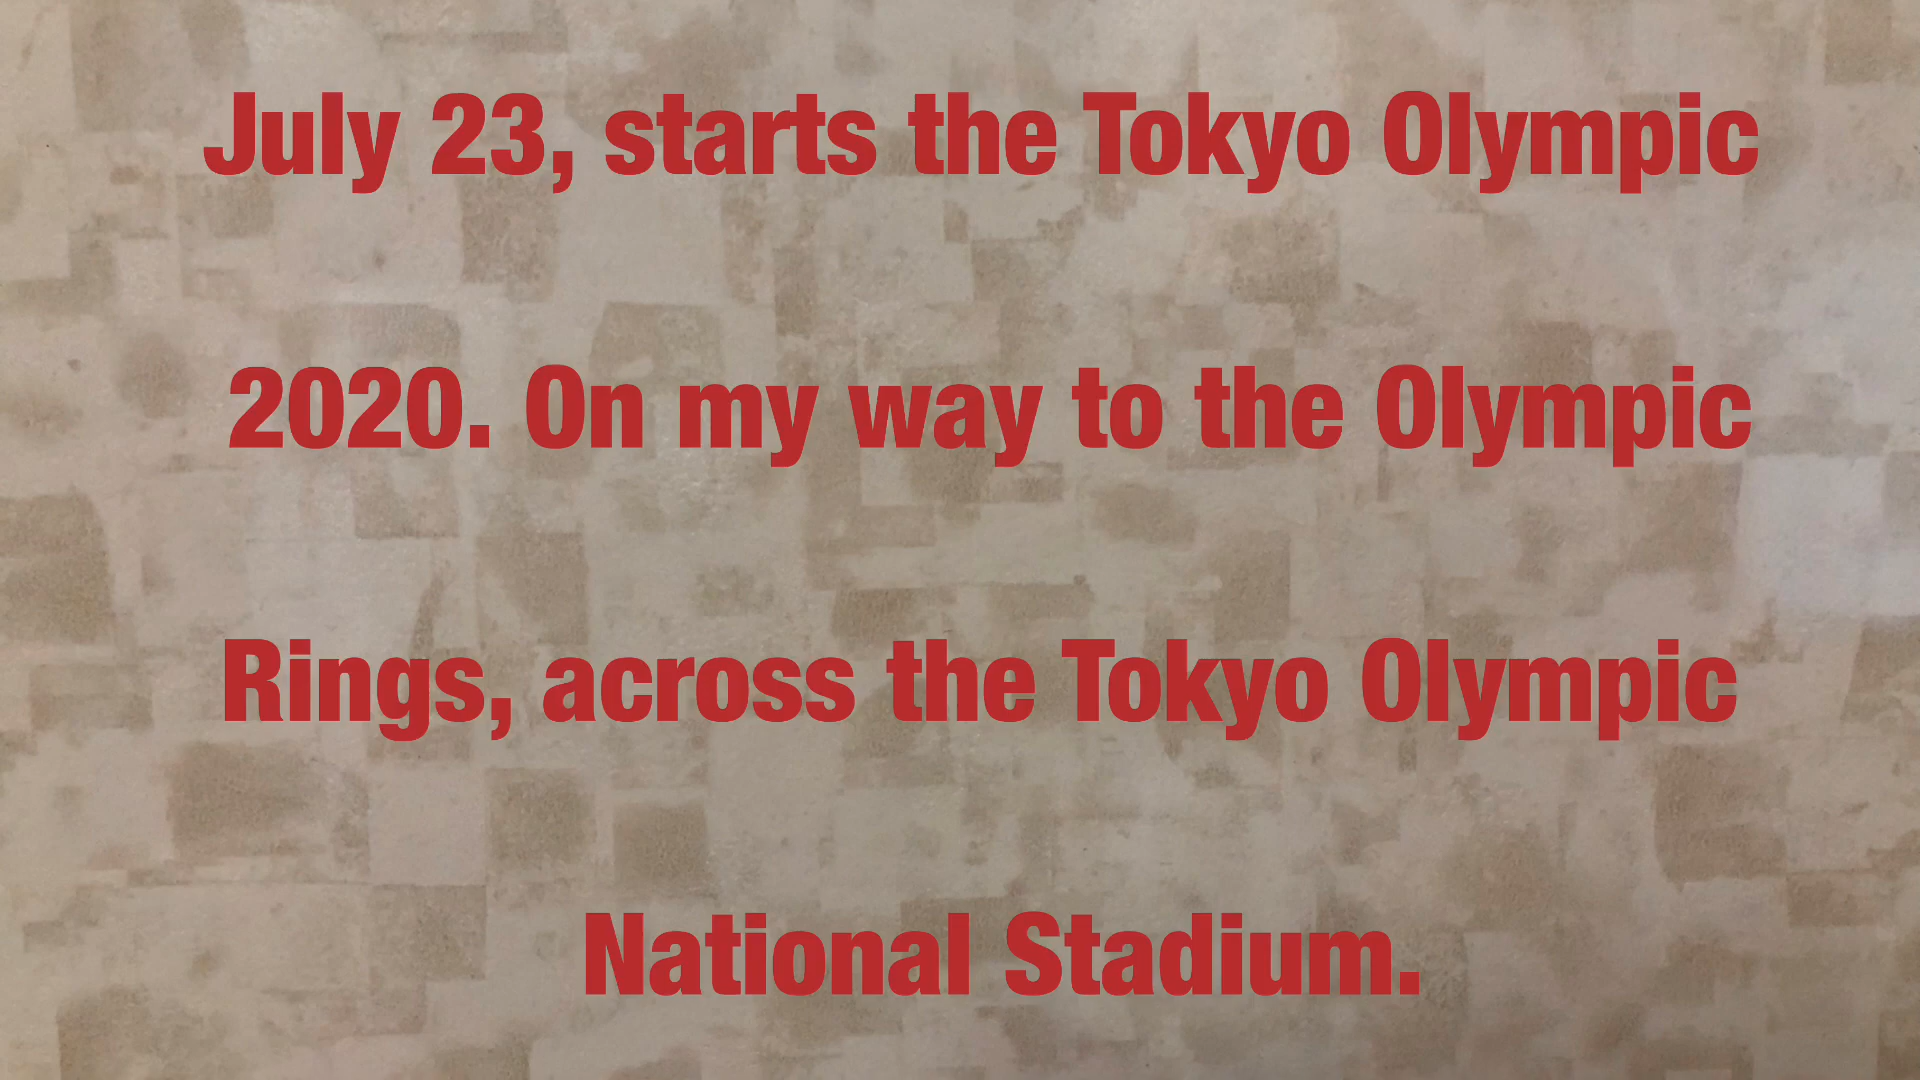 July 23, starts the Tokyo Olympic
2020. On my way to the Olympic
Rings, across the Tokyo Olympic
National Stadium.